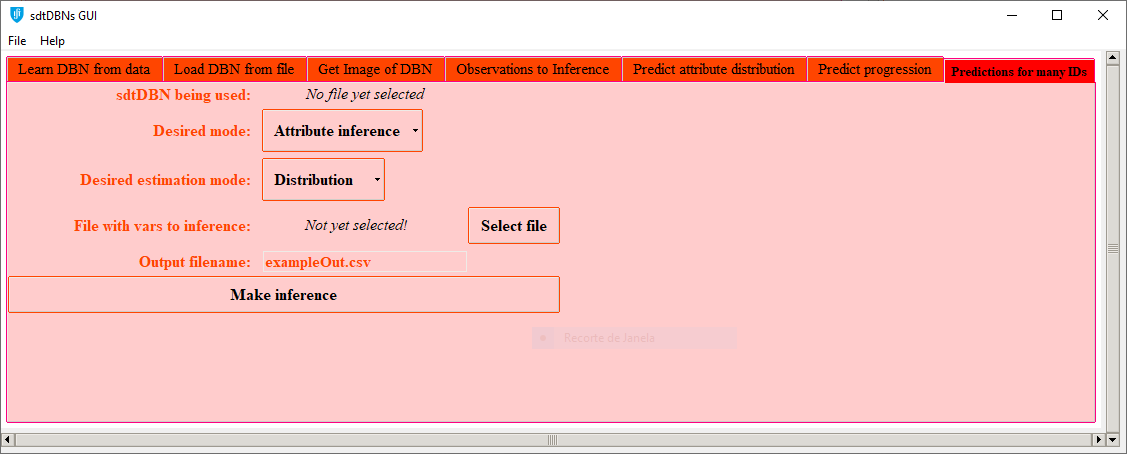 sdtDBNs GUI
File Help
Learn DBN from data Load DBN from file Get Image of DBN Observations to Inference Predict attribute distribution Predict progression Predictions for many IDs
sdtDBN being used: No file yet selected
Desired mode: Attribute inference
Desired estimation mode: Distribution
File with vars to inference: Not yet selected! Select file
Output filename: exampleOut.csv
Make inference
Recorte de Janela